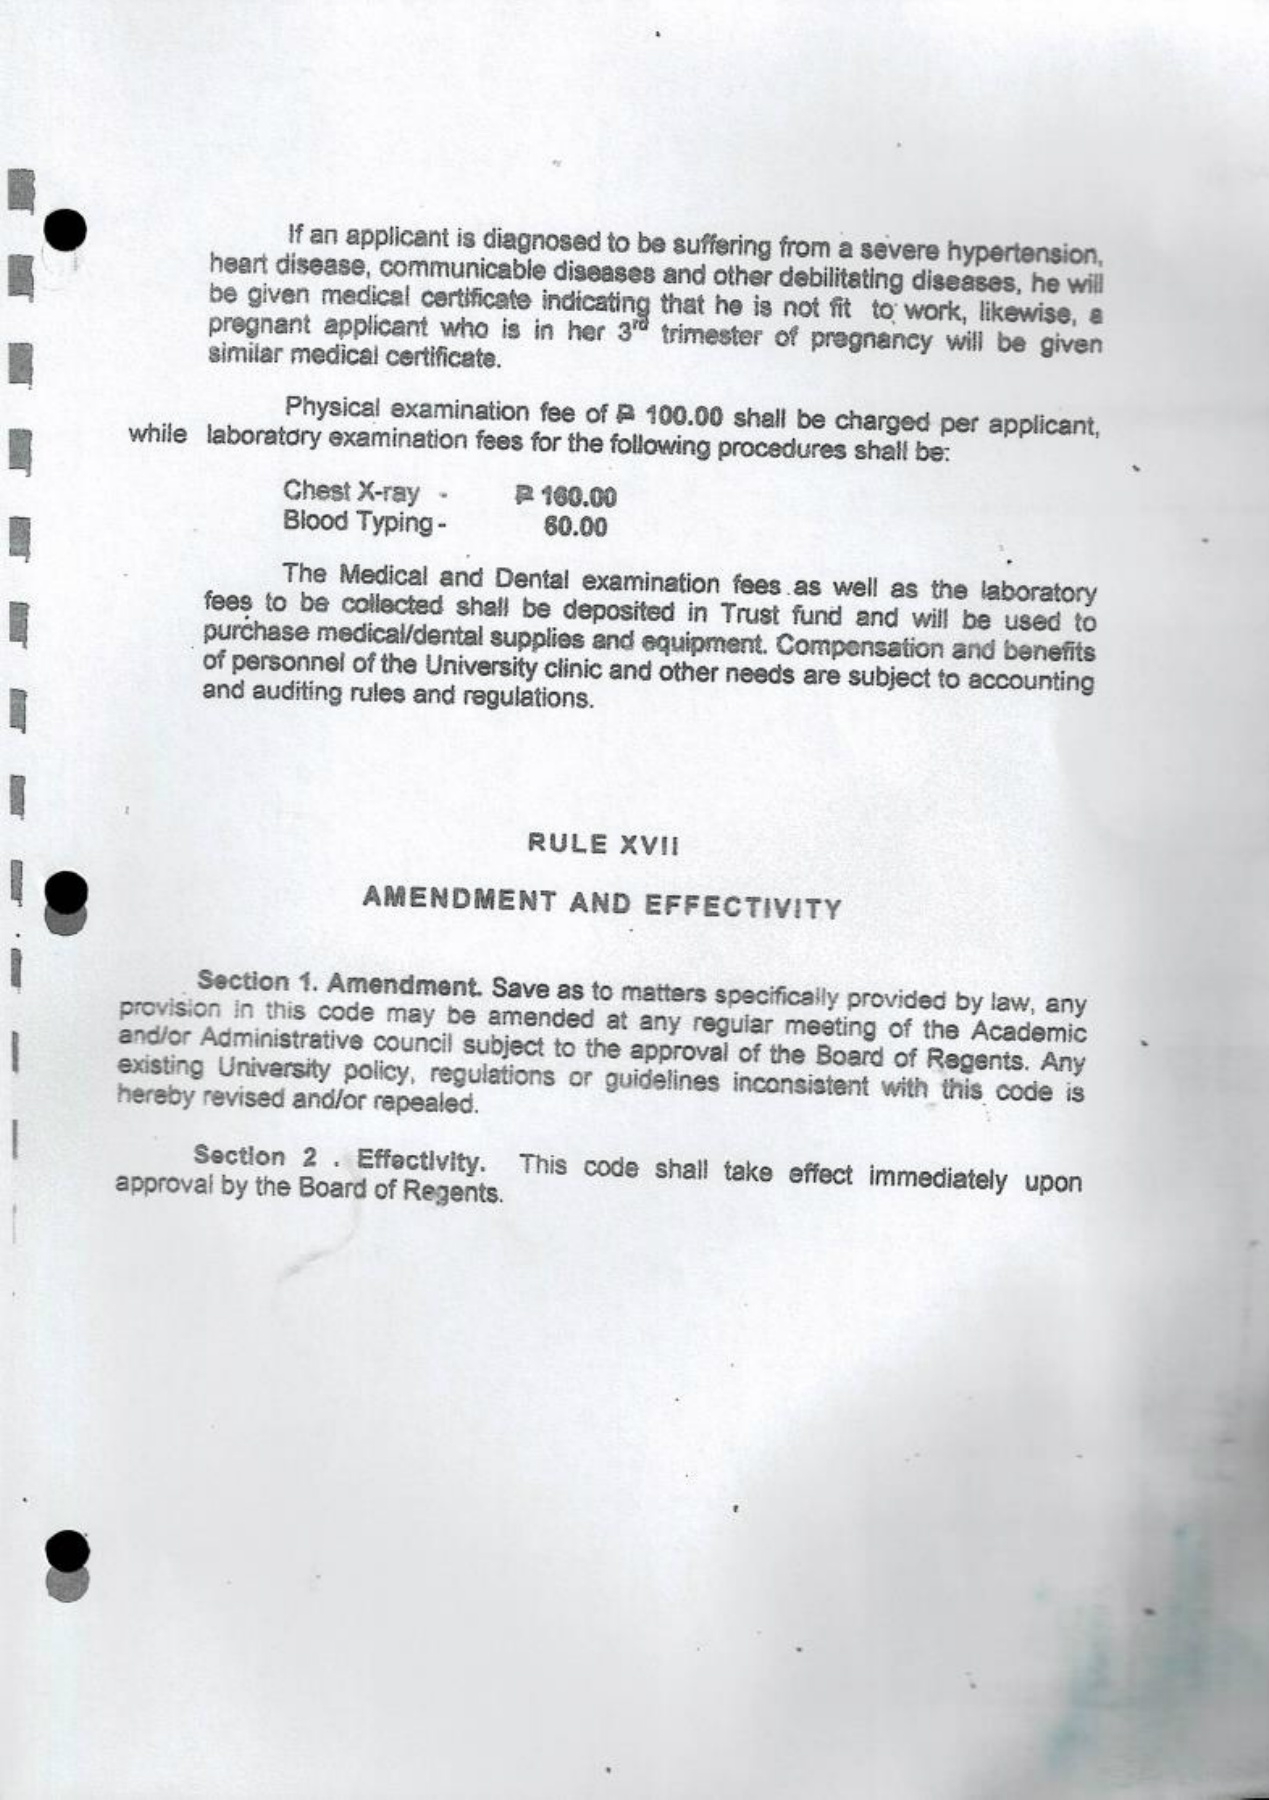 If an applicant is diagnosed to be suffering from a severe hypertension,
heart disease, communicable diseases and other debilitating diseases, he will
be given medical certificate indicating that he is not fit to work, likewise, a
pregnant applicant who is in her 3rd trimester of pregnancy will be given
similar medical certificate.
Physical examination fee of ₱ 100.00 shall be charged per applicant,
while laboratory examination fees for the following procedures shall be:
Chest X-ray - ₱ 160.00
Blood Typing - 60.00
The Medical and Dental examination fees as well as the laboratory
fees to be collected shall be deposited in Trust fund and will be used to
purchase medical/dental supplies and equipment. Compensation and benefits
of personnel of the University clinic and other needs are subject to accounting
and auditing rules and regulations.
RULE XVII
AMENDMENT AND EFFECTIVITY
Section 1. Amendment. Save as to matters specifically provided by law, any
provision in this code may be amended at any regular meeting of the Academic
and/or Administrative council subject to the approval of the Board of Regents. Any
existing University policy, regulations or guidelines inconsistent with this code is
hereby revised and/or repealed.
Section 2 . Effectivity. This code shall take effect immediately upon
approval by the Board of Regents.